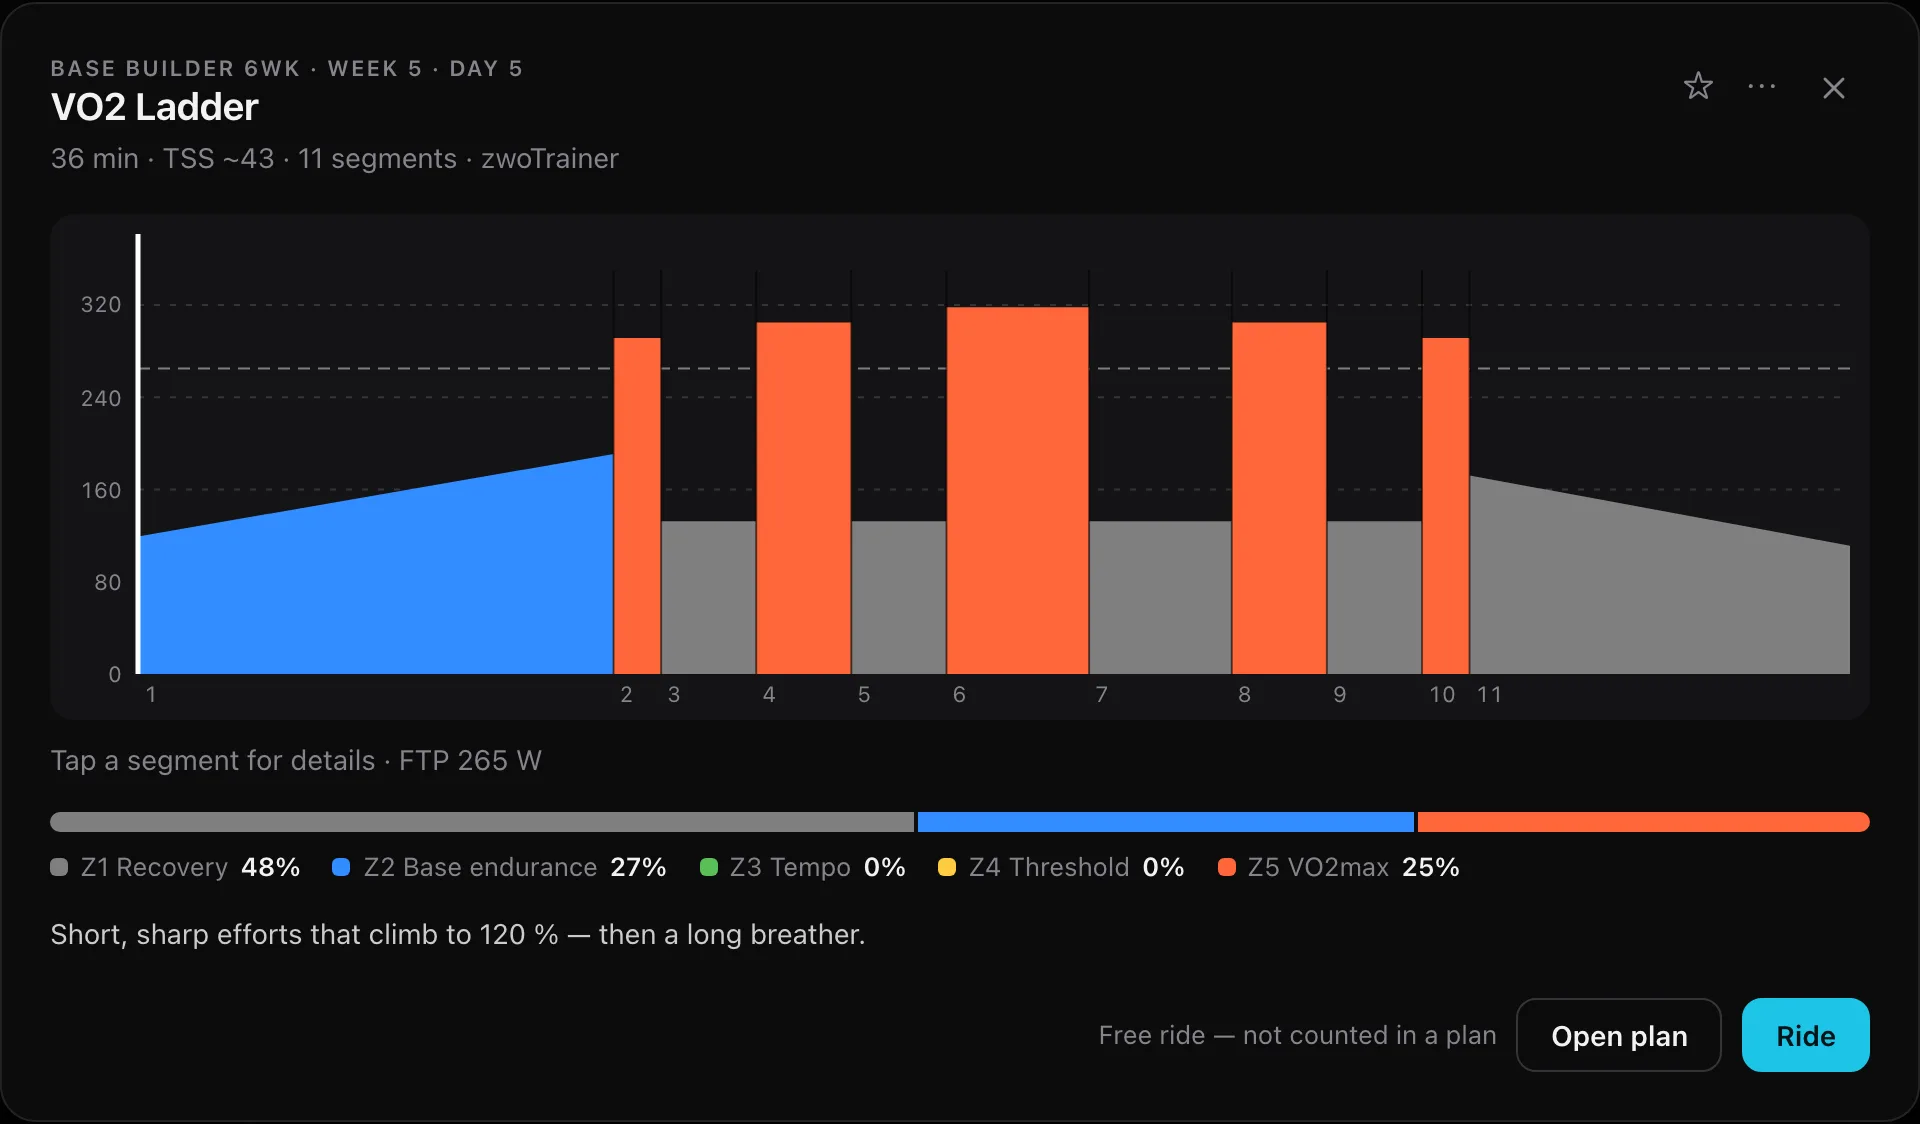 BASE BUILDER 6WK · WEEK 5 · DAY 5
VO2 Ladder
36 min · TSS ~43 · 11 segments · zwoTrainer
320
240
160
80
0
1 2 3 4 5 6 7 8 9 10 11
Tap a segment for details · FTP 265 W
Z1 Recovery 48% Z2 Base endurance 27% Z3 Tempo 0% Z4 Threshold 0% Z5 VO2max 25%
Short, sharp efforts that climb to 120 % — then a long breather.
Free ride — not counted in a plan Open plan Ride